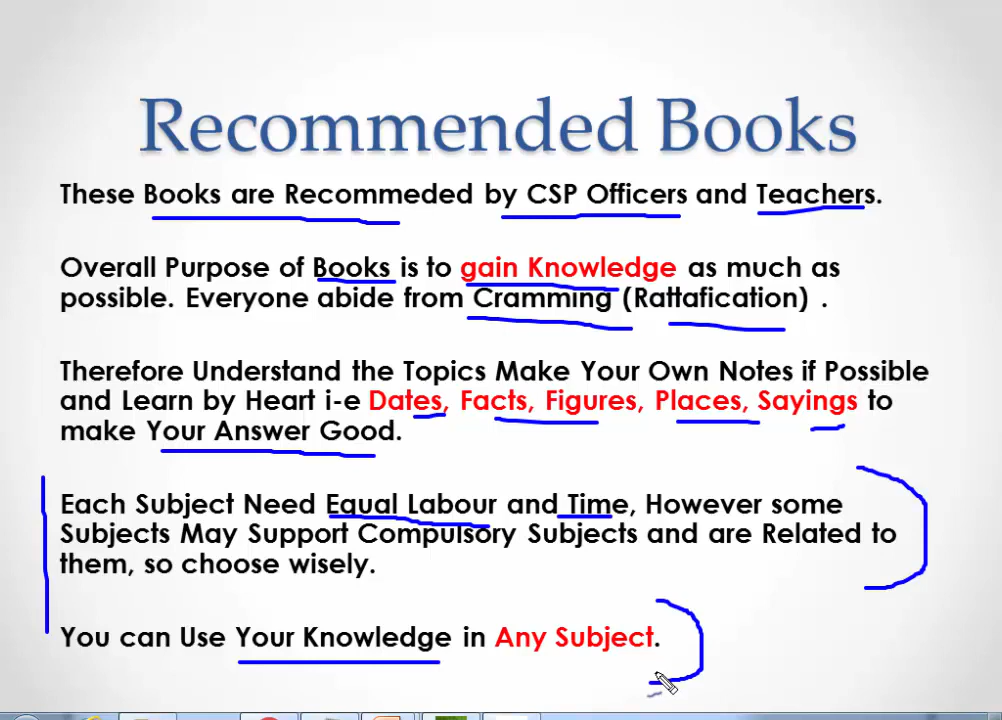 Recommended Books
These Books are Recommeded by CSP Officers and Teachers.
Overall Purpose of Books is to gain Knowledge as much as
possible. Everyone abide from Cramming (Rattafication) .
Therefore Understand the Topics Make Your Own Notes if Possible
and Learn by Heart i-e Dates, Facts, Figures, Places, Sayings to
make Your Answer Good.
Each Subject Need Equal Labour and Time, However some
Subjects May Support Compulsory Subjects and are Related to
them, so choose wisely.
You can Use Your Knowledge in Any Subject.